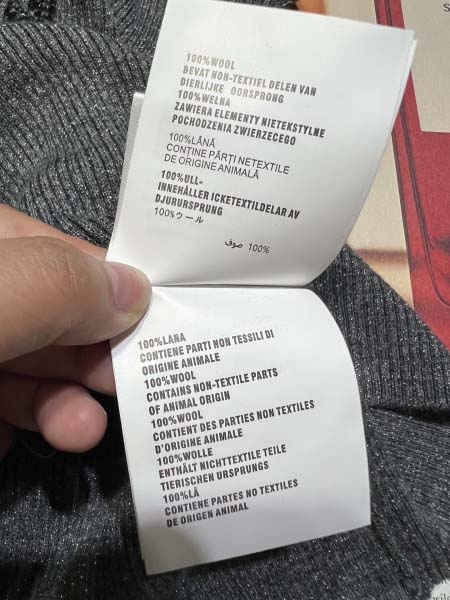 100%WOOL
BEVAT NON-TEXTIEL DELEN VAN
DIERLIJKE OORSPRONG
100%WEŁNA
ZAWIERA ELEMENTY NIETEKSTYLNE
POCHODZENIA ZWIERZECEGO
100%LÂNĂ
CONȚINE PĂRȚI NETEXTILE
DE ORIGINE ANIMALĂ
100%ULL-
INNEHÅLLER ICKETEXTILDELAR AV
DJURURSPRUNG
100%ウール
100% صوف
100%LANA
CONTIENE PARTI NON TESSILI DI
ORIGINE ANIMALE
100%WOOL
CONTAINS NON-TEXTILE PARTS
OF ANIMAL ORIGIN
100%WOOL
CONTIENT DES PARTIES NON TEXTILES
D'ORIGINE ANIMALE
100%WOLLE
ENTHÄLT NICHTTEXTILE TEILE
TIERISCHEN URSPRUNGS
100%LÃ
CONTIENE PARTES NO TEXTILES
DE ORIGEN ANIMAL